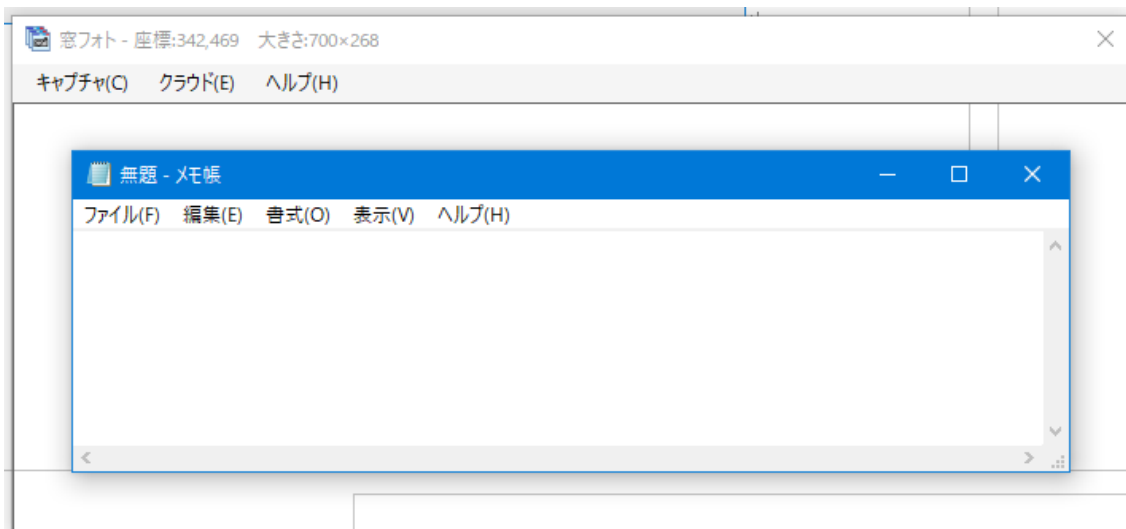 窓フォト - 座標:342,469　大きさ:700×268
キャプチャ(C)　クラウド(E)　ヘルプ(H)
無題 - メモ帳
ファイル(F)　編集(E)　書式(O)　表示(V)　ヘルプ(H)